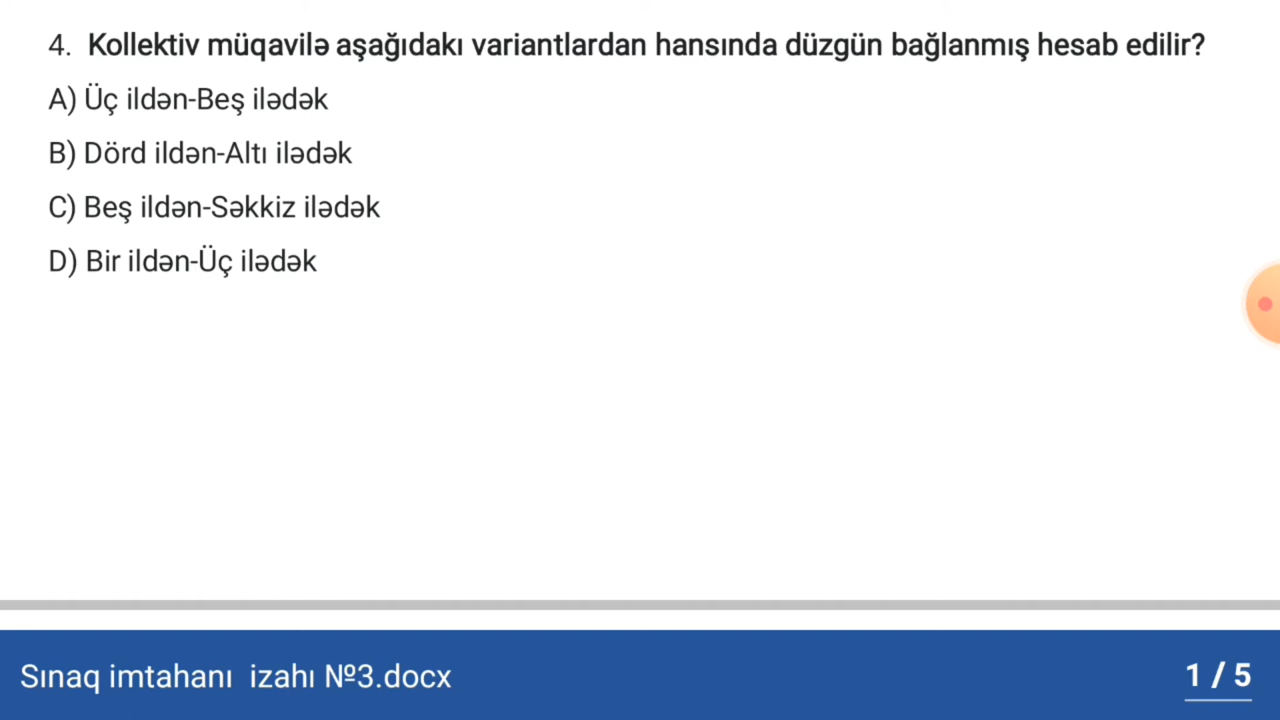 4. Kollektiv müqavilə aşağıdakı variantlardan hansında düzgün bağlanmış hesab edilir?
A) Üç ildən-Beş ilədək
B) Dörd ildən-Altı ilədək
C) Beş ildən-Səkkiz ilədək
D) Bir ildən-Üç ilədək
Sınaq imtahanı izahı №3.docx
1 / 5